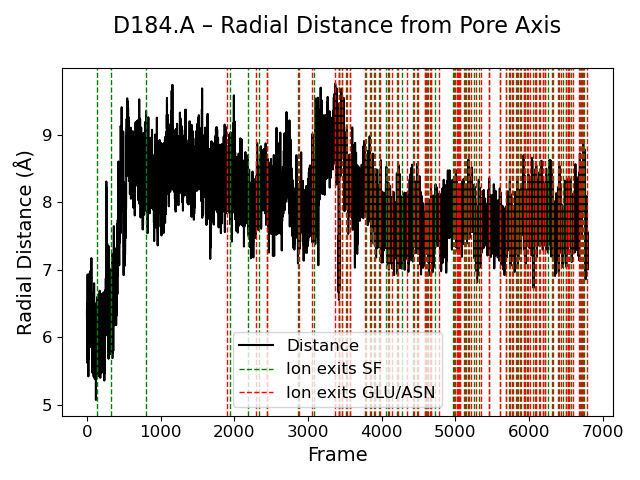 D184.A – Radial Distance from Pore Axis
Radial Distance (Å)
9
8
7
6
5
Distance
Ion exits SF
Ion exits GLU/ASN
0 1000 2000 3000 4000 5000 6000 7000
Frame